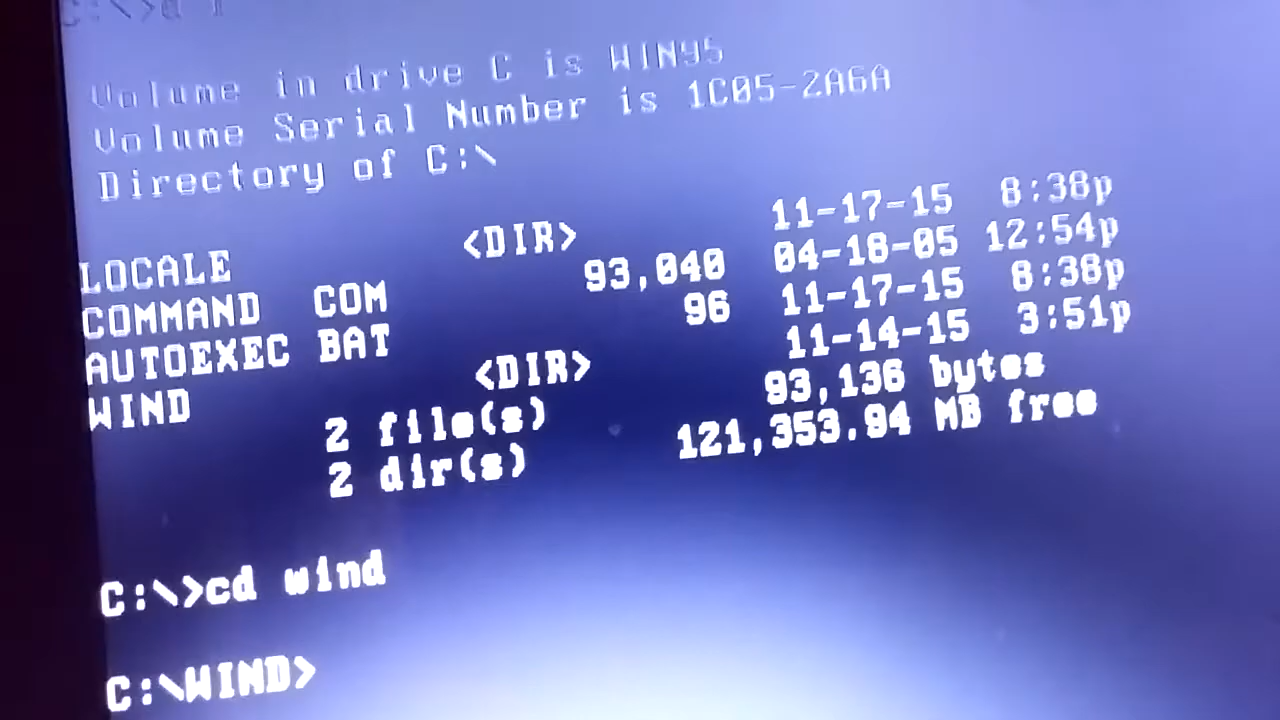 Volume in drive C is WIN95
Volume Serial Number is 1C05-2A6A
Directory of C:\
LOCALE <DIR> 11-17-15 8:38p
COMMAND COM 93,040 04-18-05 12:54p
AUTOEXEC BAT 96 11-17-15 8:38p
WIND <DIR> 11-14-15 3:51p
2 file(s) 93,136 bytes
2 dir(s) 121,353.94 MB free
C:\>cd wind
C:\WIND>